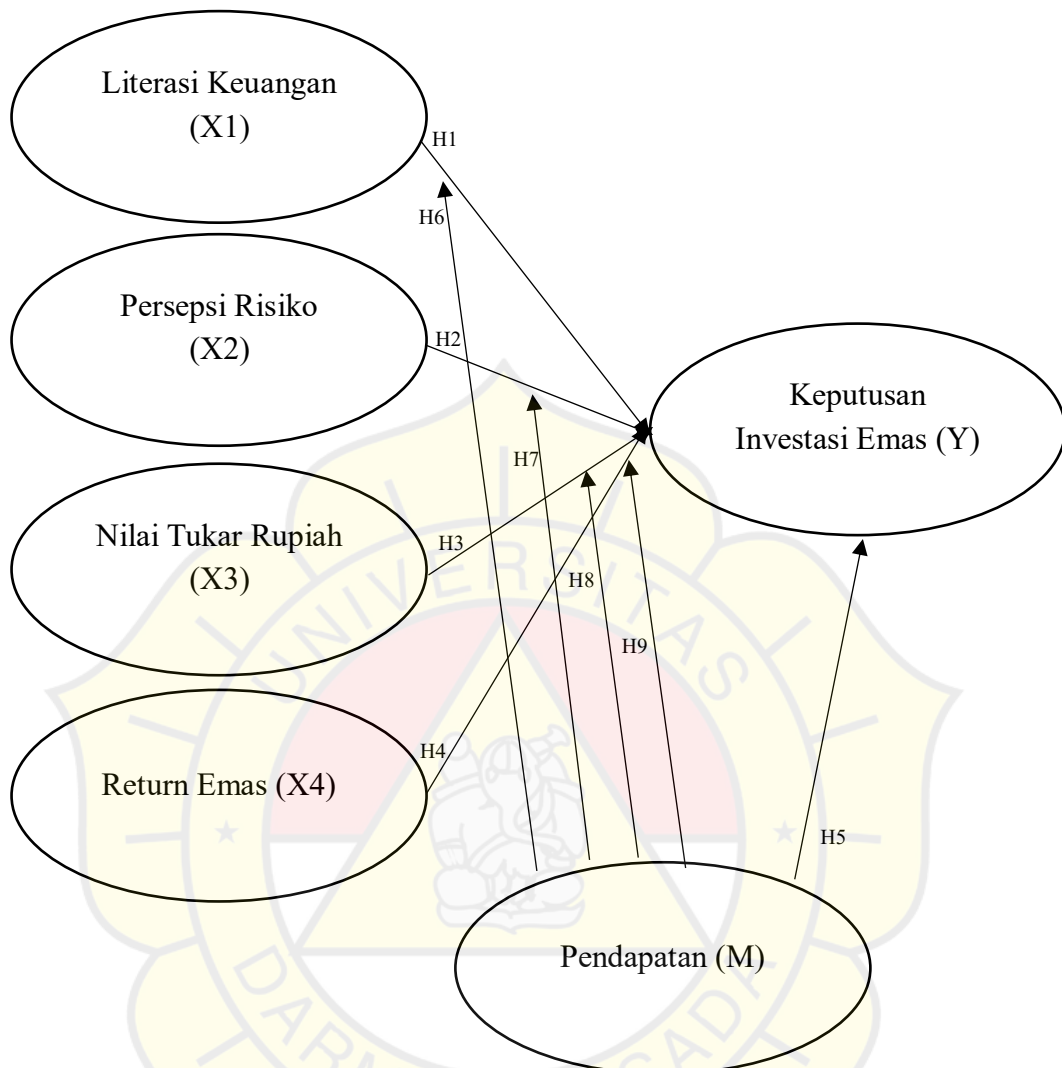 Literasi Keuangan
(X1)
H1
H6
Persepsi Risiko
(X2)
H2
Keputusan
Investasi Emas (Y)
H7
Nilai Tukar Rupiah
(X3)
H3
H8
H9
Return Emas (X4)
H4
H5
Pendapatan (M)
UNIVERSITAS